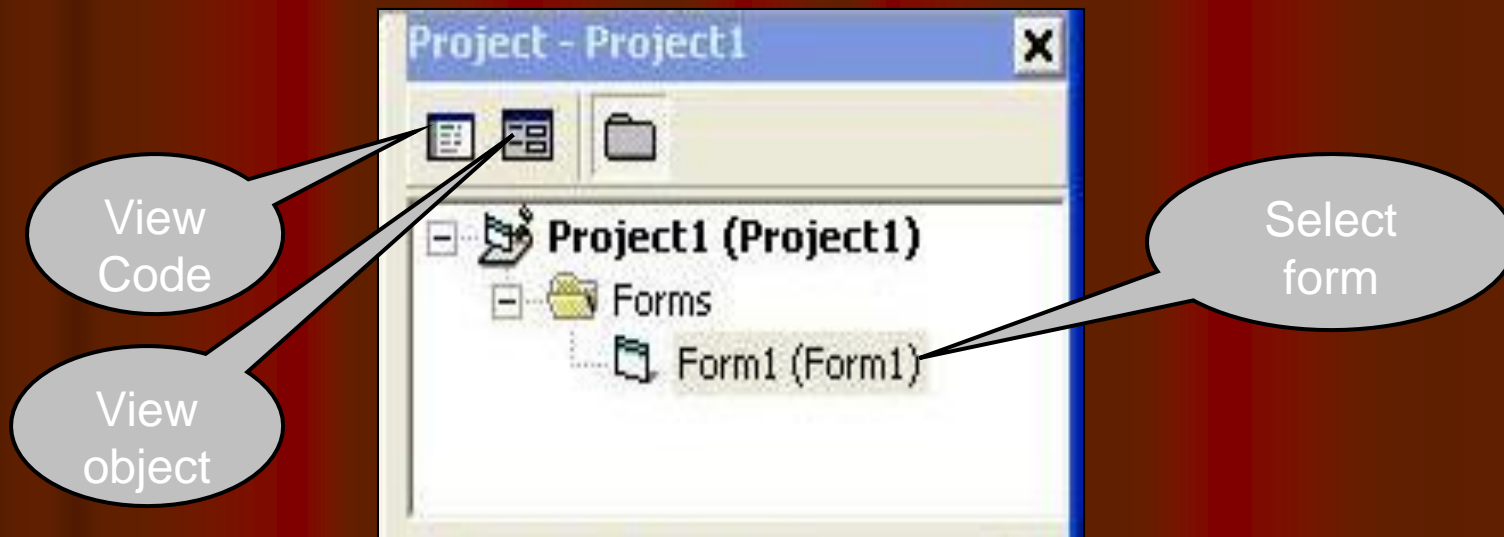 Project - Project1
View
Code
Project1 (Project1)
Select
form
Forms
Form1 (Form1)
View
object